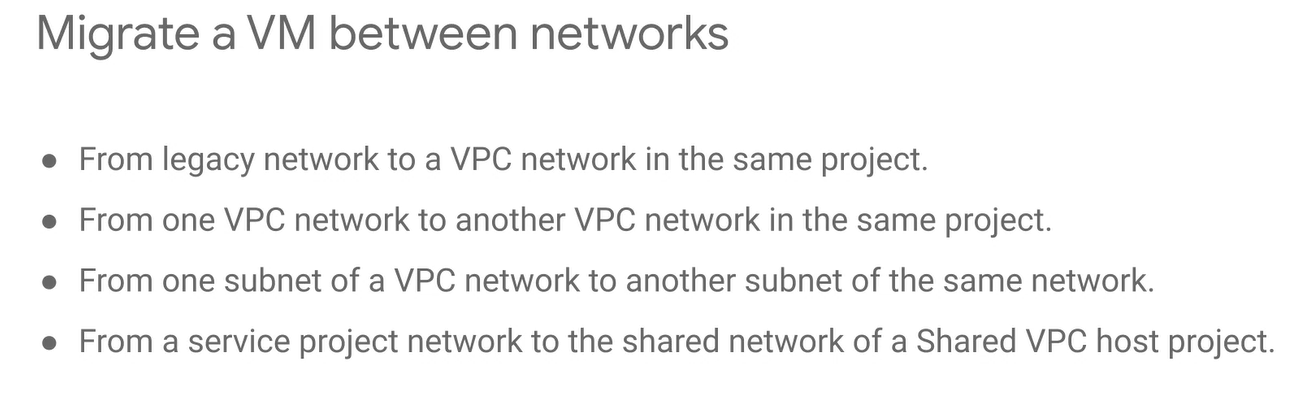 Migrate a VM between networks
● From legacy network to a VPC network in the same project.
● From one VPC network to another VPC network in the same project.
● From one subnet of a VPC network to another subnet of the same network.
● From a service project network to the shared network of a Shared VPC host project.